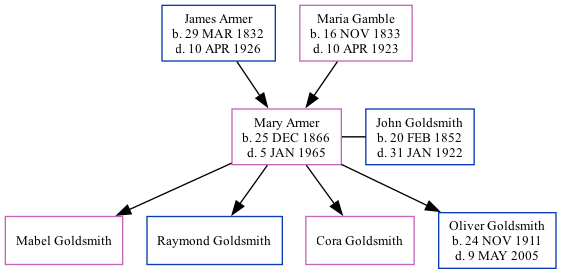 James Armer
b. 29 MAR 1832
d. 10 APR 1926
Maria Gamble
b. 16 NOV 1833
d. 10 APR 1923
Mary Armer
b. 25 DEC 1866
d. 5 JAN 1965
John Goldsmith
b. 20 FEB 1852
d. 31 JAN 1922
Mabel Goldsmith
Raymond Goldsmith
Cora Goldsmith
Oliver Goldsmith
b. 24 NOV 1911
d. 9 MAY 2005